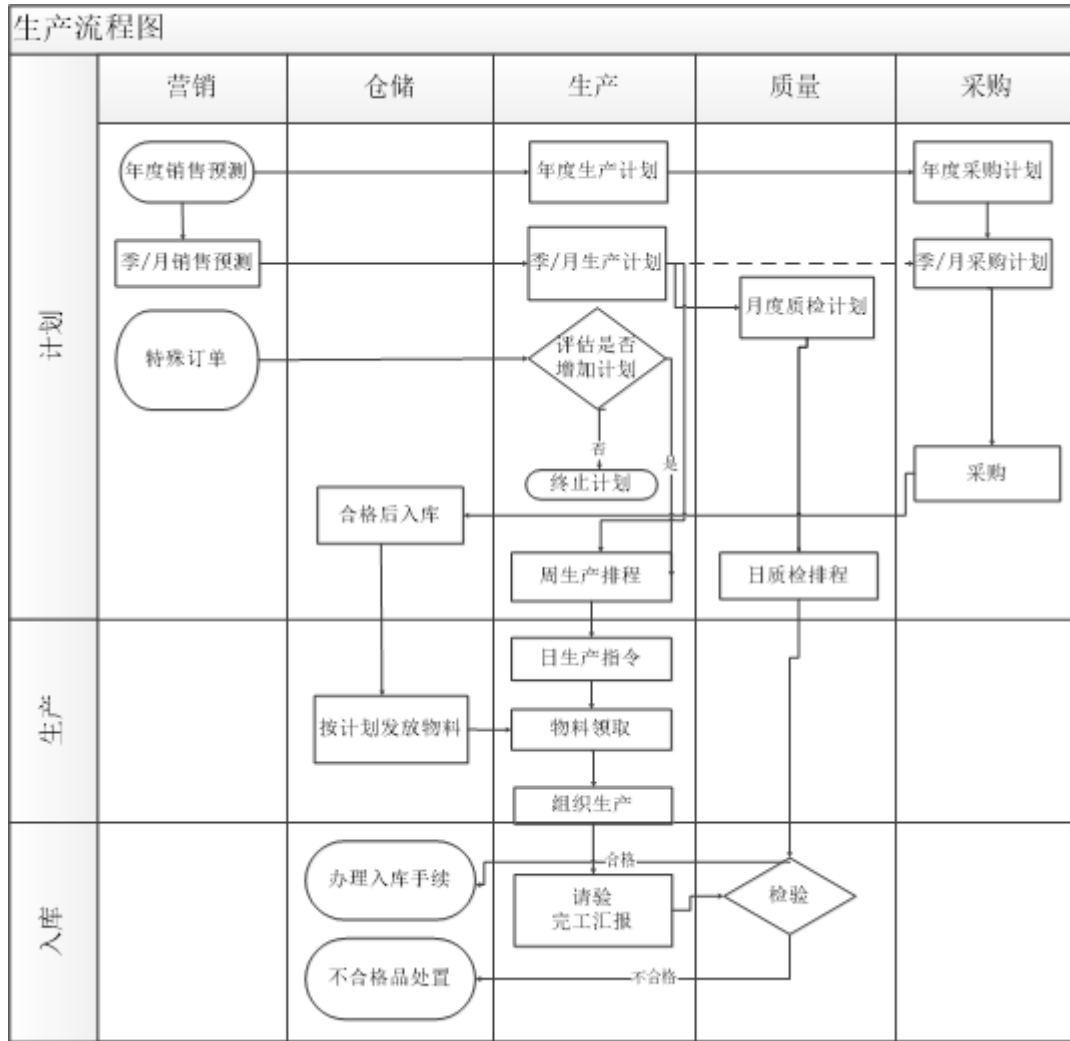 生产流程图
营销
仓储
生产
质量
采购
计划
年度销售预测
年度生产计划
年度采购计划
季/月销售预测
季/月生产计划
季/月采购计划
月度质检计划
特殊订单
评估是否
增加计划
否
是
终止计划
采购
合格后入库
周生产排程
日质检排程
生产
日生产指令
按计划发放物料
物料领取
组织生产
入库
合格
办理入库手续
请验
完工汇报
检验
不合格品处置
不合格